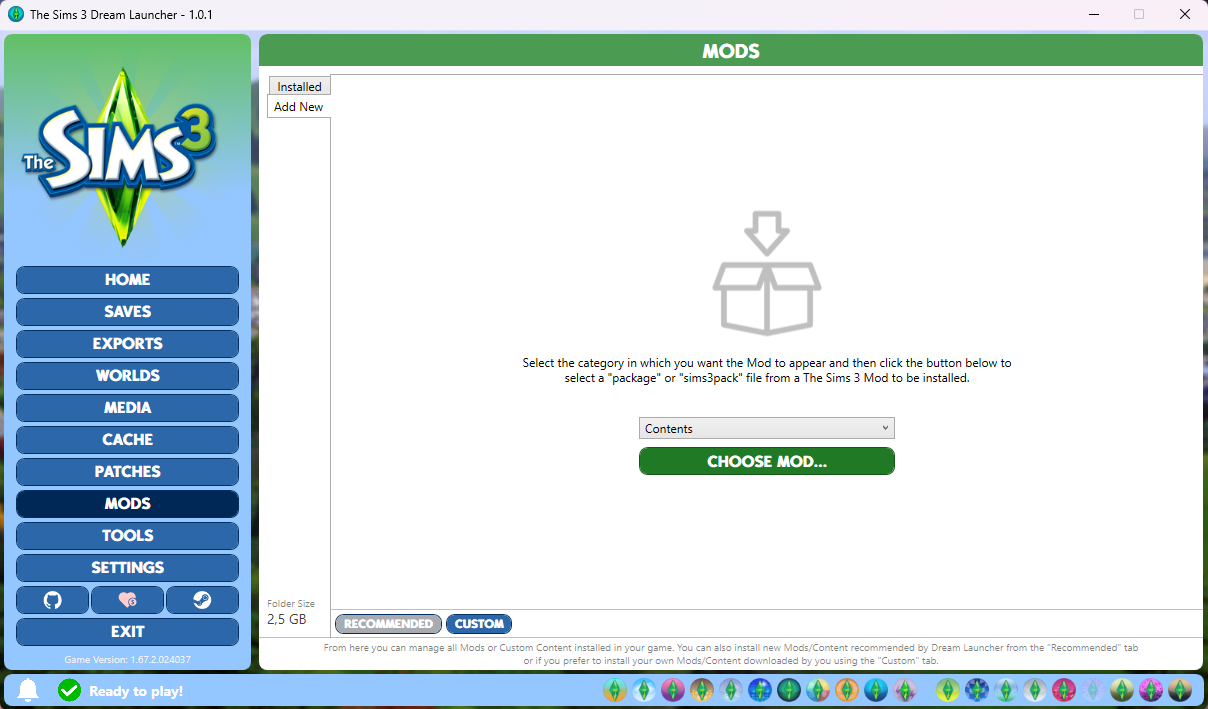 The Sims 3 Dream Launcher - 1.0.1
The SIMS 3
HOME
SAVES
EXPORTS
WORLDS
MEDIA
CACHE
PATCHES
MODS
TOOLS
SETTINGS
EXIT
Game Version: 1.67.2.024037
MODS
Installed
Add New
Select the category in which you want the Mod to appear and then click the button below to
select a "package" or "sims3pack" file from a The Sims 3 Mod to be installed.
Contents
CHOOSE MOD...
Folder Size
2,5 GB
RECOMMENDED
CUSTOM
From here you can manage all Mods or Custom Content installed in your game. You can also install new Mods/Content recommended by Dream Launcher from the "Recommended" tab
or if you prefer to install your own Mods/Content downloaded by you using the "Custom" tab.
Ready to play!